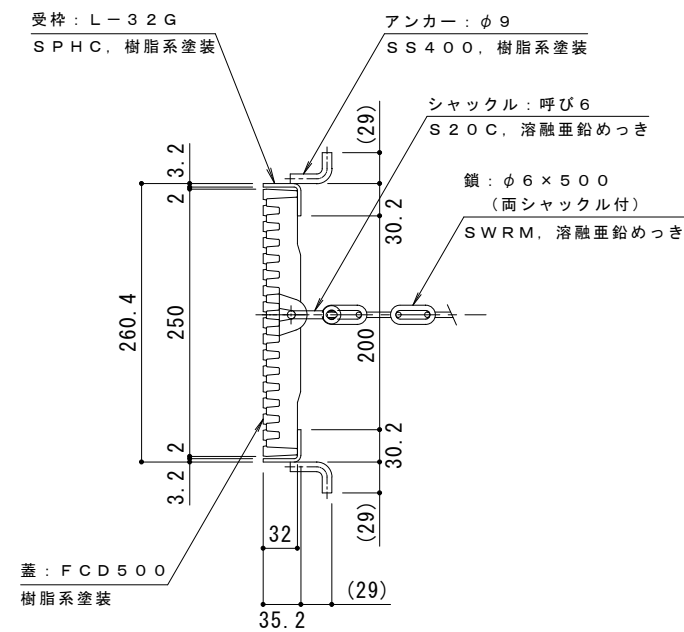 受枠：Ｌ－３２Ｇ
ＳＰＨＣ，樹脂系塗装
アンカー：φ９
ＳＳ４００，樹脂系塗装
シャックル：呼び６
Ｓ２０Ｃ，溶融亜鉛めっき
鎖：φ６×５００
（両シャックル付）
ＳＷＲＭ，溶融亜鉛めっき
(29)
3.2
2
30.2
260.4
250
200
2
3.2
30.2
(29)
32
(29)
35.2
蓋：ＦＣＤ５００
樹脂系塗装